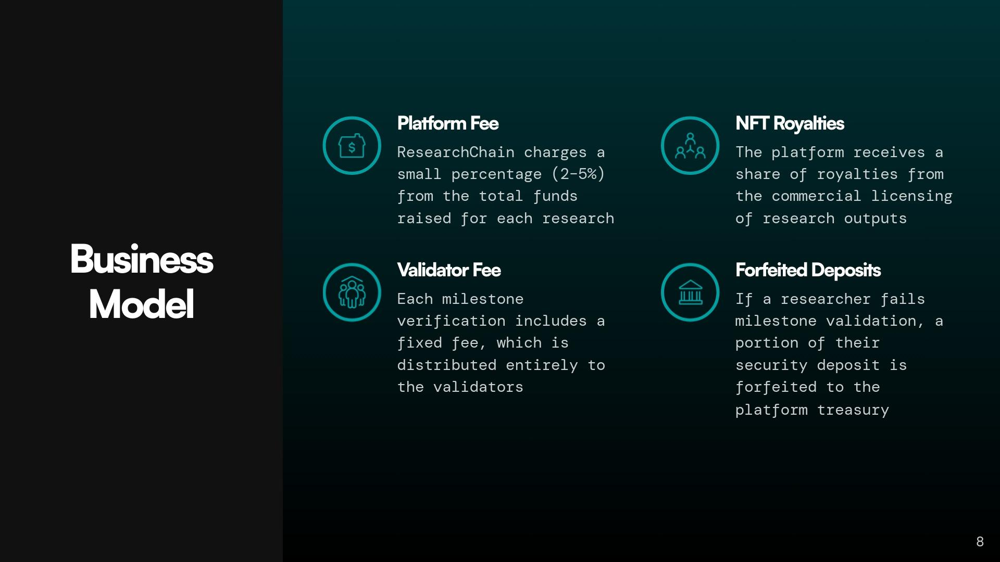 Business
Model
Platform Fee
ResearchChain charges a
small percentage (2-5%)
from the total funds
raised for each research
NFT Royalties
The platform receives a
share of royalties from
the commercial licensing
of research outputs
Validator Fee
Each milestone
verification includes a
fixed fee, which is
distributed entirely to
the validators
Forfeited Deposits
If a researcher fails
milestone validation, a
portion of their
security deposit is
forfeited to the
platform treasury
$
8